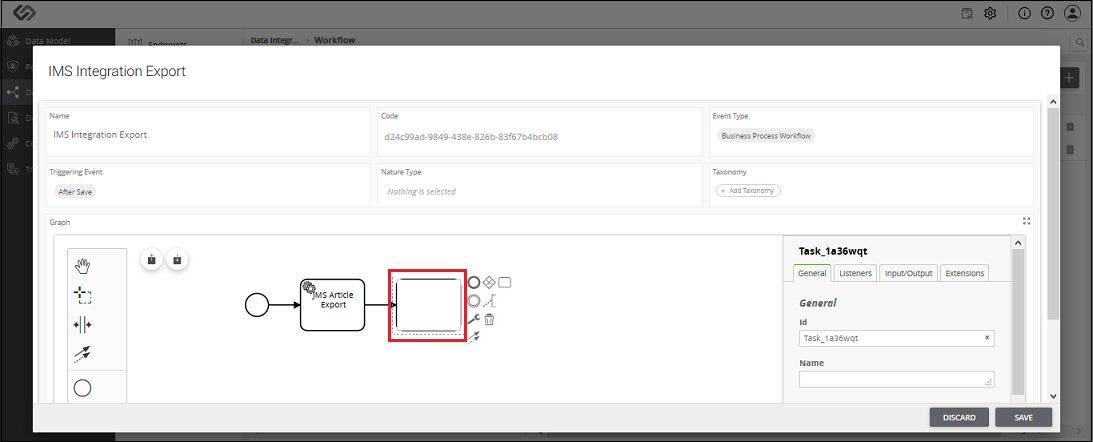 Data Model
Endpoints
Data Integr... > Workflow
IMS Integration Export
Name
IMS Integration Export
Code
d24c99ad-9849-438e-826b-83f67b4bcb08
Event Type
Business Process Workflow
Triggering Event
After Save
Nature Type
Nothing is selected
Taxonomy
+ Add Taxonomy
Graph
JMS Article
Export
Task_1a36wqt
General
Listeners
Input/Output
Extensions
General
Id
Task_1a36wqt
Name
DISCARD
SAVE